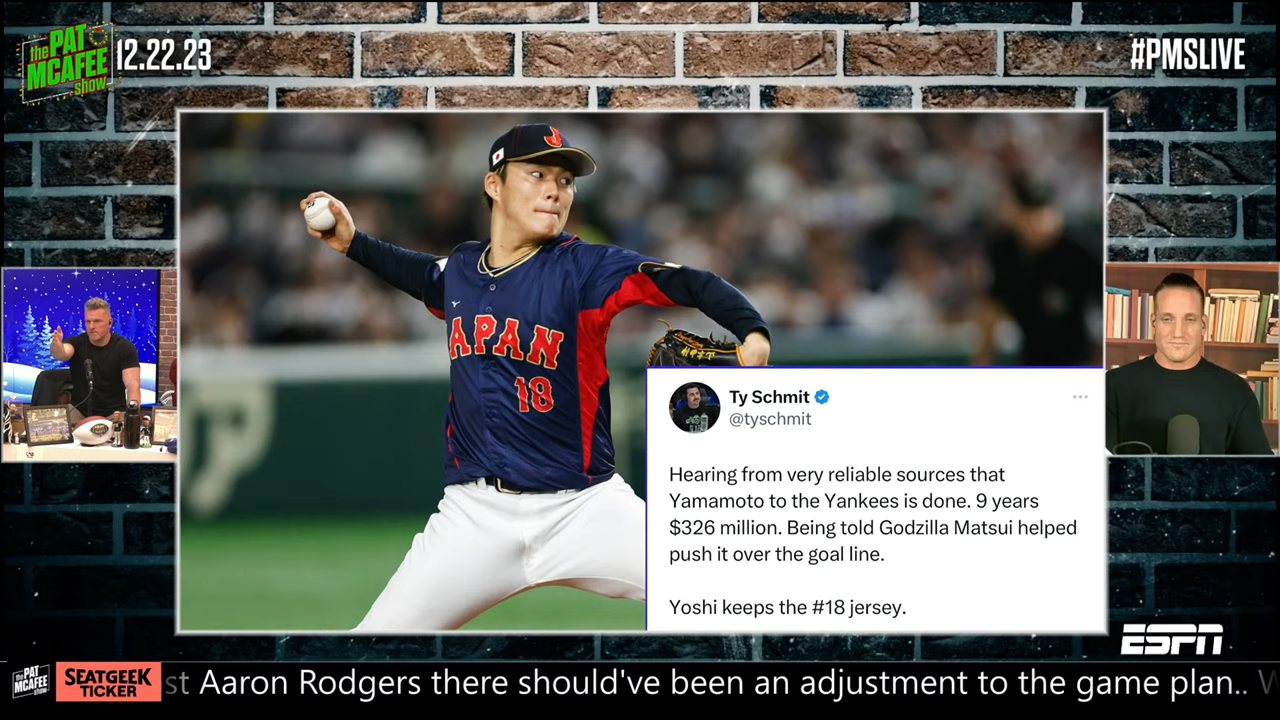 the
PAT
MCAFEE
show
12.22.23
#PMSLIVE
J
JAPAN
18
Ty Schmit
@tyschmit
Hearing from very reliable sources that
Yamamoto to the Yankees is done. 9 years
$326 million. Being told Godzilla Matsui helped
push it over the goal line.
Yoshi keeps the #18 jersey.
ESPN
the
PAT
MCAFEE
show
SEATGEEK
TICKER
st Aaron Rodgers there should've been an adjustment to the game plan.. W